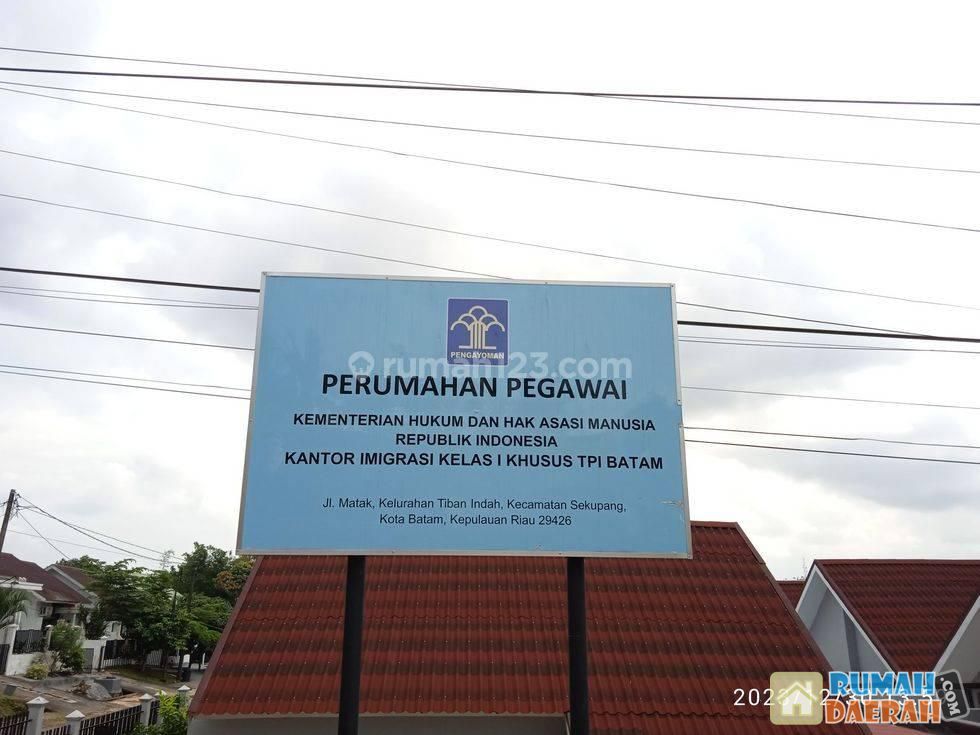 PENGAYOMAN
rumah123.com
PERUMAHAN PEGAWAI
KEMENTERIAN HUKUM DAN HAK ASASI MANUSIA
REPUBLIK INDONESIA
KANTOR IMIGRASI KELAS I KHUSUS TPI BATAM
Jl. Matak, Kelurahan Tiban Indah, Kecamatan Sekupang,
Kota Batam, Kepulauan Riau 29426
RUMAH
DAERAH
.COM